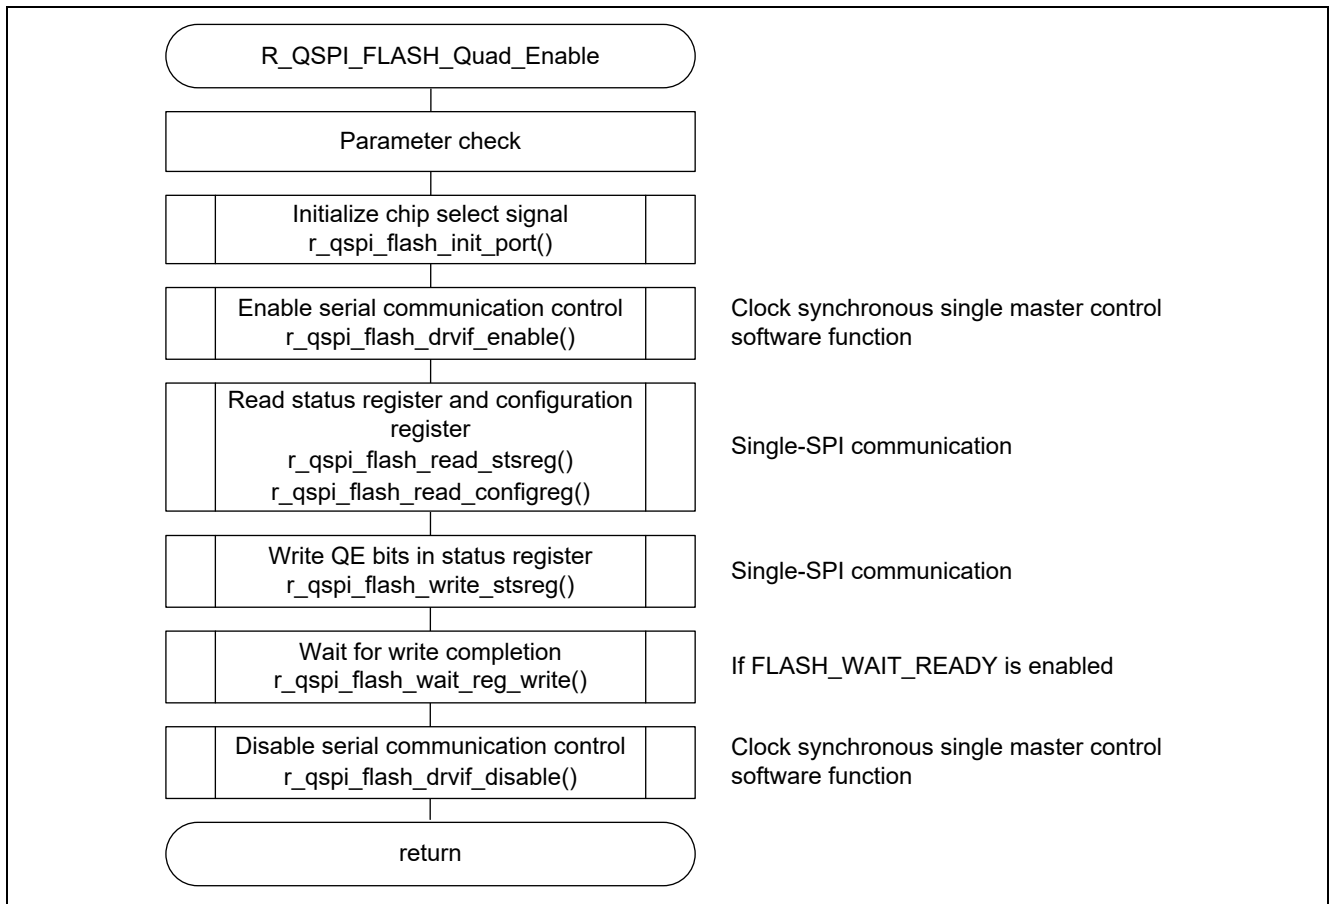 R_QSPI_FLASH_Quad_Enable
Parameter check
Initialize chip select signal
r_qspi_flash_init_port()
Enable serial communication control
r_qspi_flash_drvif_enable()
Clock synchronous single master control
software function
Read status register and configuration
register
r_qspi_flash_read_stsreg()
r_qspi_flash_read_configreg()
Single-SPI communication
Write QE bits in status register
r_qspi_flash_write_stsreg()
Single-SPI communication
Wait for write completion
r_qspi_flash_wait_reg_write()
If FLASH_WAIT_READY is enabled
Disable serial communication control
r_qspi_flash_drvif_disable()
Clock synchronous single master control
software function
return